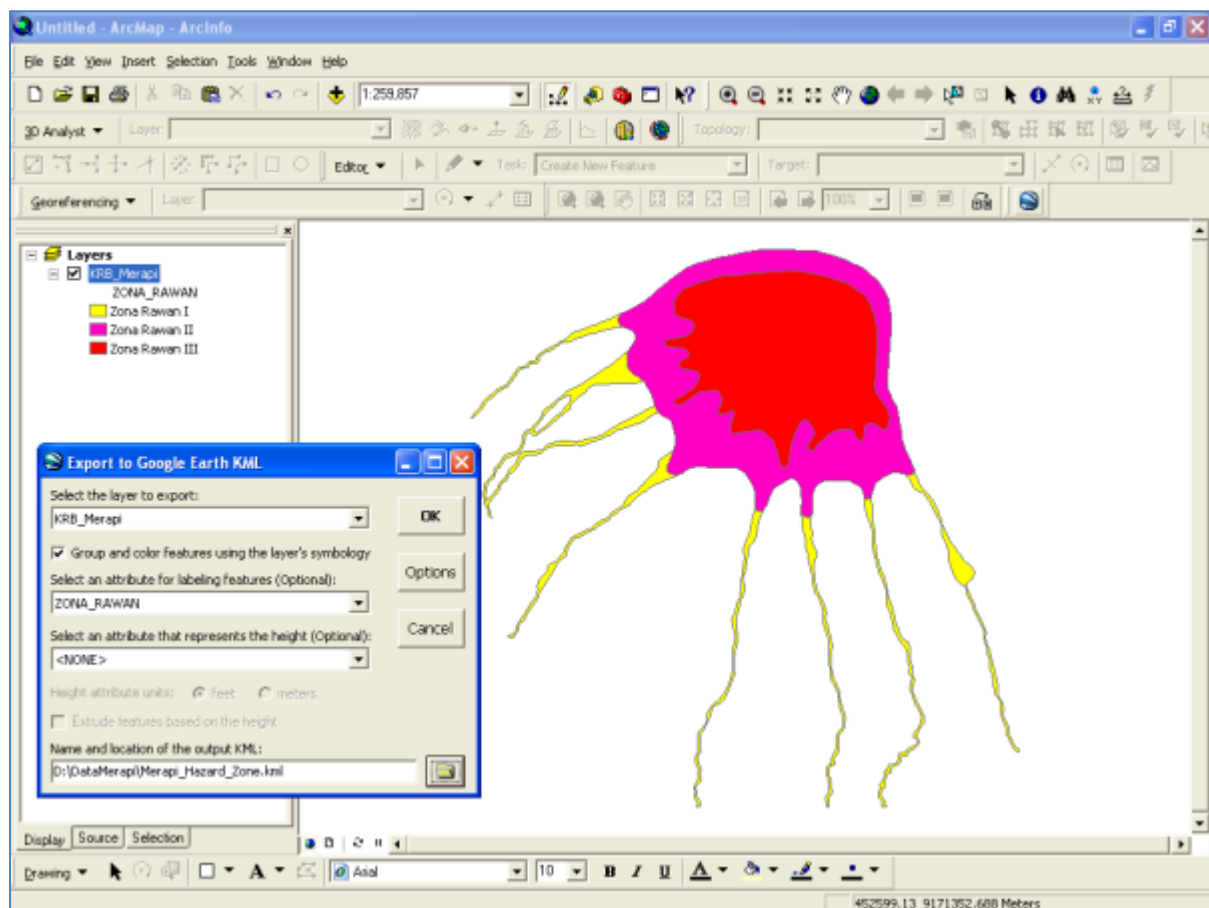 Untitled - ArcMap - ArcInfo
File Edit View Insert Selection Tools Window Help
1:259,857
3D Analyst Layer: Topology:
Editor Task: Create New Feature Target:
Georeferencing Layer: 100%
Layers
KRB_Merapi
ZONA_RAWAN
Zona Rawan I
Zona Rawan II
Zona Rawan III
Export to Google Earth KML
Select the layer to export:
KRB_Merapi
OK
Group and color features using the layer's symbology
Select an attribute for labeling features (Optional):
Options
ZONA_RAWAN
Select an attribute that represents the height (Optional):
Cancel
<NONE>
Height attribute units: feet meters
Extrude features based on the height
Name and location of the output KML:
D:\DataMerapi\Merapi_Hazard_Zone.kml
Display Source Selection
Drawing A Arial 10 B I U A
452599.13 9171352.688 Meters